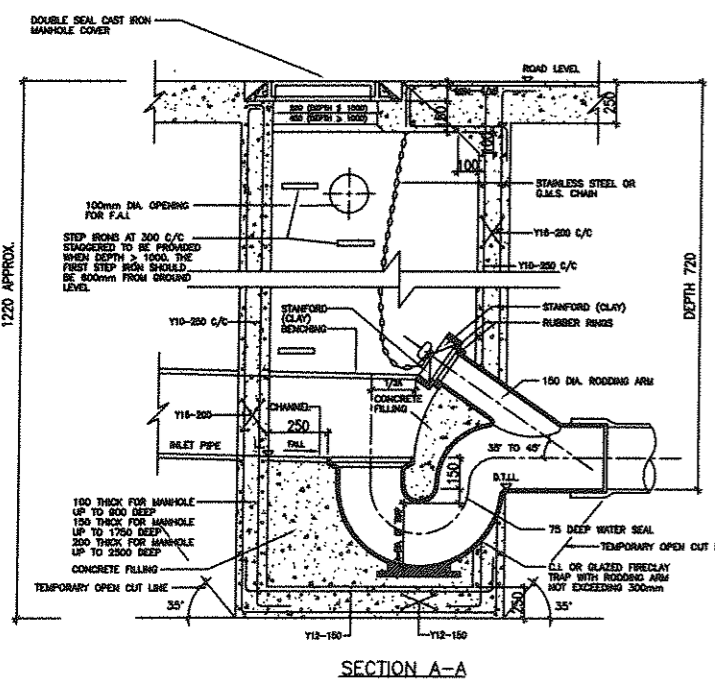 DOUBLE SEAL CAST IRON
MANHOLE COVER
ROAD LEVEL
250
150
100
100
1220 APPROX.
DEPTH 720
100mm DIA. OPENING
FOR F.A.I.
STEP IRONS AT 300 C/C
STAGGERED TO BE PROVIDED
WHEN DEPTH > 1000. THE
FIRST STEP IRON SHOULD
BE 600mm FROM GROUND
LEVEL
STAINLESS STEEL OR
G.M.S. CHAIN
Y16-200 C/C
Y10-250 C/C
Y10-250 C/C
STANFORD
(CLAY)
BENCHING
STANFORD (CLAY)
RUBBER RINGS
150 DIA. RODDING ARM
CONCRETE
FILLING
Y16-200
CHANNEL
250
INLET PIPE
FALL
35° TO 45°
150
D.T.I.L.
100 THICK FOR MANHOLE
UP TO 900 DEEP
150 THICK FOR MANHOLE
UP TO 1750 DEEP
200 THICK FOR MANHOLE
UP TO 2500 DEEP
CONCRETE FILLING
TEMPORARY OPEN CUT LINE
75 DEEP WATER SEAL
TEMPORARY OPEN CUT
C.I. OR GLAZED FIRECLAY
TRAP WITH RODDING ARM
NOT EXCEEDING 300mm
35°
250
35°
Y12-150
Y12-150
SECTION A-A